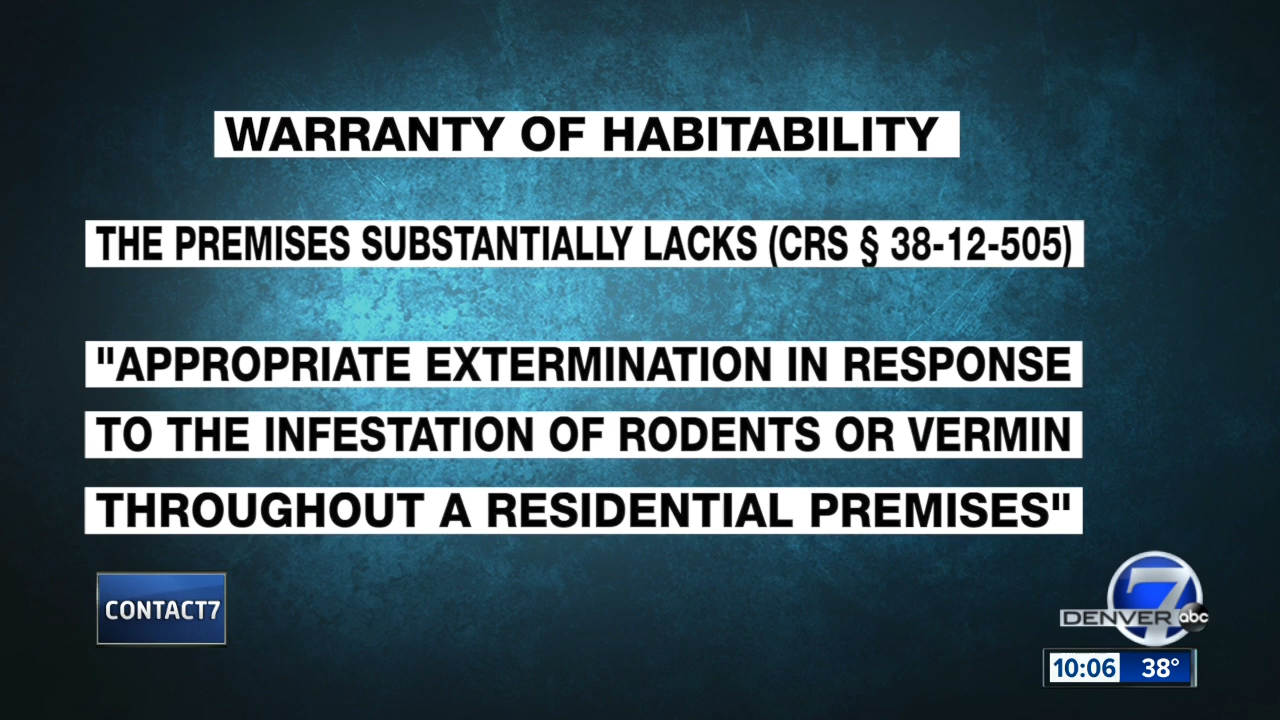 WARRANTY OF HABITABILITY
THE PREMISES SUBSTANTIALLY LACKS (CRS § 38-12-505)
"APPROPRIATE EXTERMINATION IN RESPONSE
TO THE INFESTATION OF RODENTS OR VERMIN
THROUGHOUT A RESIDENTIAL PREMISES"
CONTACT7
7
DENVER abc
10:06 38°